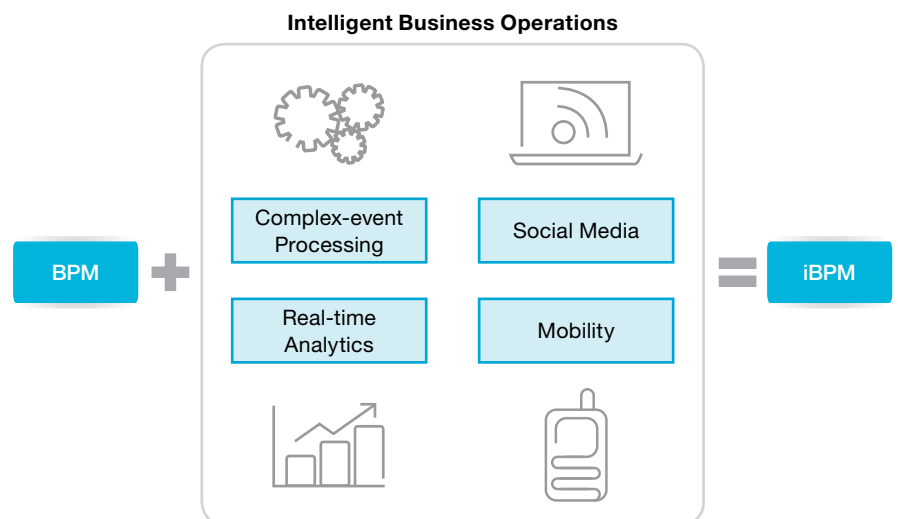 Intelligent Business Operations
Complex-event
Processing
Social Media
BPM
+
=
iBPM
Real-time
Analytics
Mobility